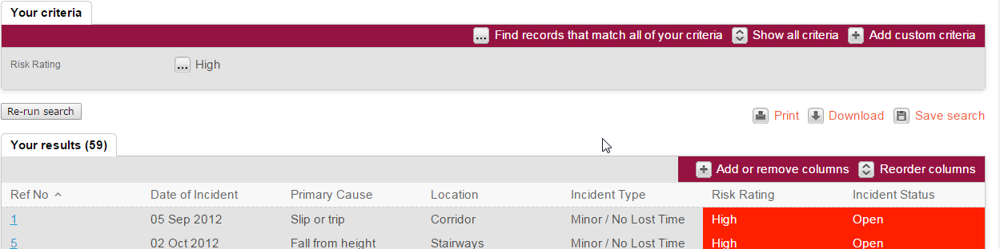 Your criteria
Find records that match all of your criteria Show all criteria Add custom criteria
Risk Rating ... High
Re-run search
Print Download Save search
Your results (59)
Add or remove columns Reorder columns
Ref No Date of Incident Primary Cause Location Incident Type Risk Rating Incident Status
1 05 Sep 2012 Slip or trip Corridor Minor / No Lost Time High Open
5 02 Oct 2012 Fall from height Stairways Minor / No Lost Time High Open